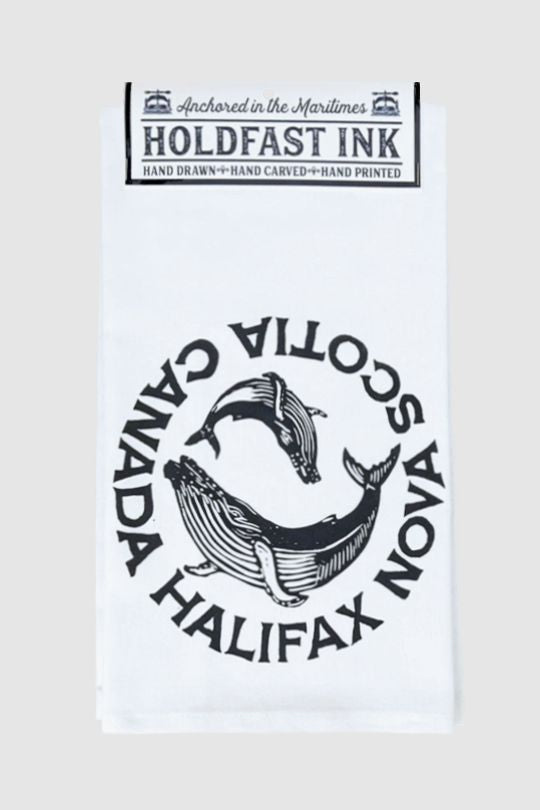 Anchored in the Maritimes
HOLDFAST INK
HAND DRAWN HAND CARVED HAND PRINTED
HALIFAX NOVA SCOTIA CANADA